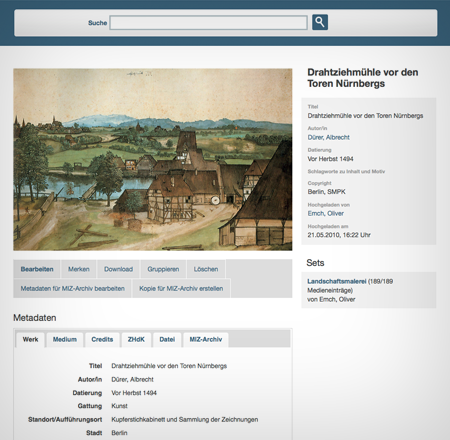 Suche
Drahtziehmühle vor den
Toren Nürnbergs
Titel
Drahtziehmühle vor den Toren Nürnbergs
Autor/in
Dürer, Albrecht
Datierung
Vor Herbst 1494
Schlagworte zu Inhalt und Motiv
Copyright
Berlin, SMPK
Hochgeladen von
Emch, Oliver
Hochgeladen am
21.05.2010, 16:22 Uhr
Bearbeiten Merken Download Gruppieren Löschen
Metadaten für MIZ-Archiv bearbeiten Kopie für MIZ-Archiv erstellen
Sets
Landschaftsmalerei (189/189
Medieneinträge)
von Emch, Oliver
Metadaten
Werk Medium Credits ZHdK Datei MIZ-Archiv
Titel Drahtziehmühle vor den Toren Nürnbergs
Autor/in Dürer, Albrecht
Datierung Vor Herbst 1494
Gattung Kunst
Standort/Aufführungsort Kupferstichkabinett und Sammlung der Zeichnungen
Stadt Berlin